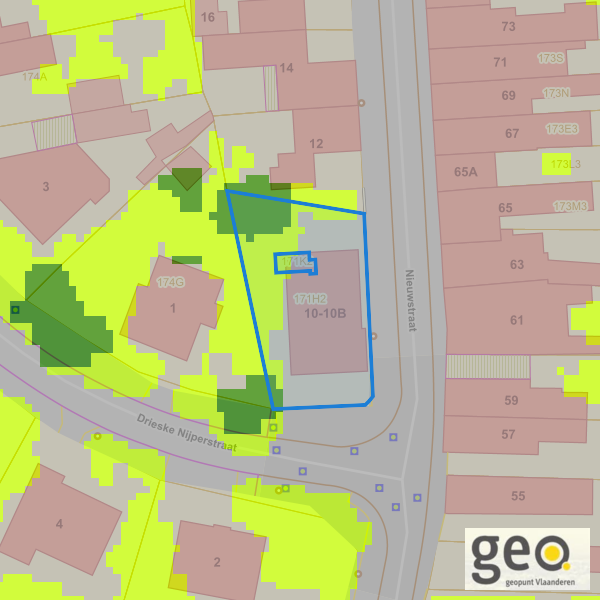 16
73
71
173S
14
174A
69
173N
67
173E3
12
65A
173L3
3
65
173M3
171K2
63
174G
171H2
1
10-10B
Nieuwstraat
61
59
Drieske Nijperstraat
57
55
4
2
geo
geopunt Vlaanderen